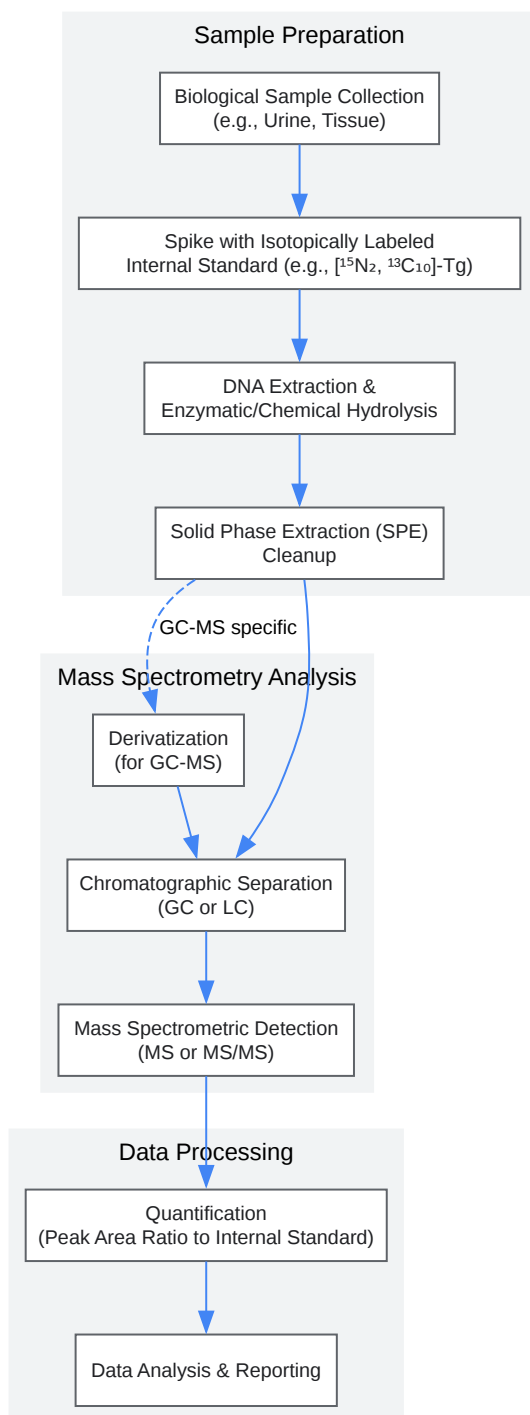 Sample Preparation
Biological Sample Collection
(e.g., Urine, Tissue)
Spike with Isotopically Labeled
Internal Standard (e.g., [¹⁵N₂, ¹³C₁₀]-Tg)
DNA Extraction &
Enzymatic/Chemical Hydrolysis
Solid Phase Extraction (SPE)
Cleanup
GC-MS specific
Mass Spectrometry Analysis
Derivatization
(for GC-MS)
Chromatographic Separation
(GC or LC)
Mass Spectrometric Detection
(MS or MS/MS)
Data Processing
Quantification
(Peak Area Ratio to Internal Standard)
Data Analysis & Reporting